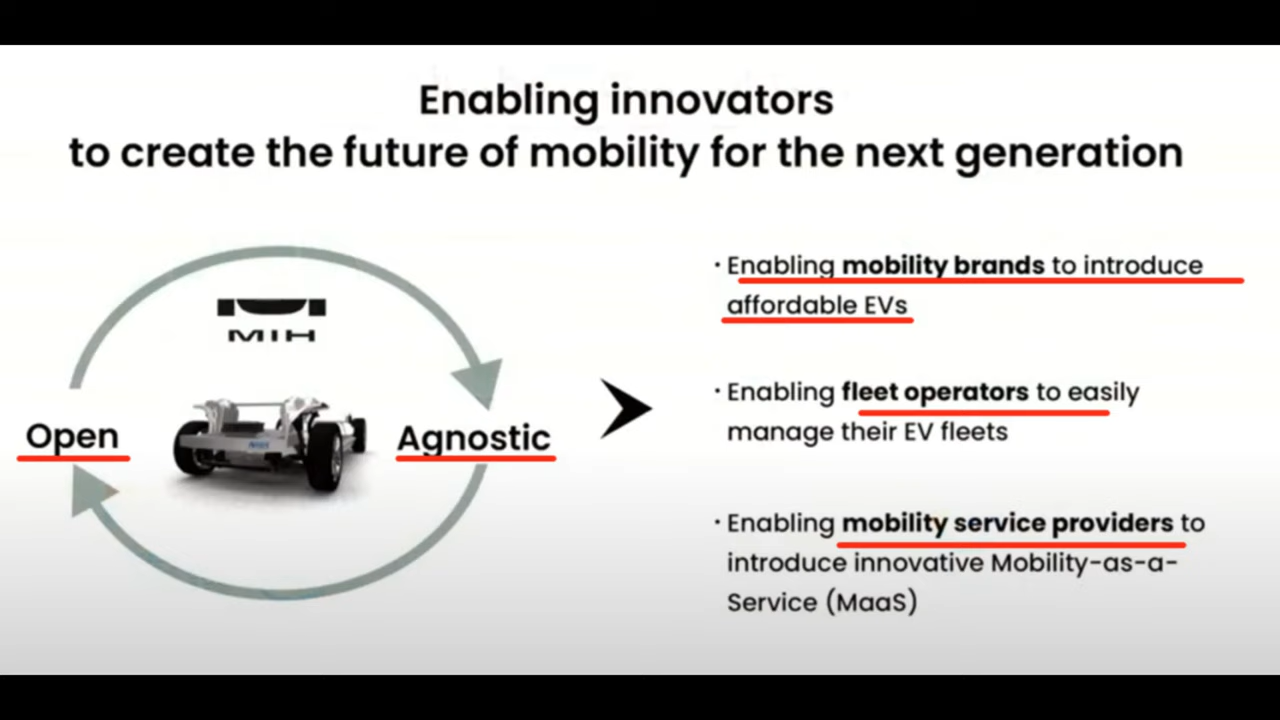 Enabling innovators
to create the future of mobility for the next generation
MIH
Open
Agnostic
· Enabling mobility brands to introduce
affordable EVs
· Enabling fleet operators to easily
manage their EV fleets
· Enabling mobility service providers to
introduce innovative Mobility-as-a-
Service (MaaS)